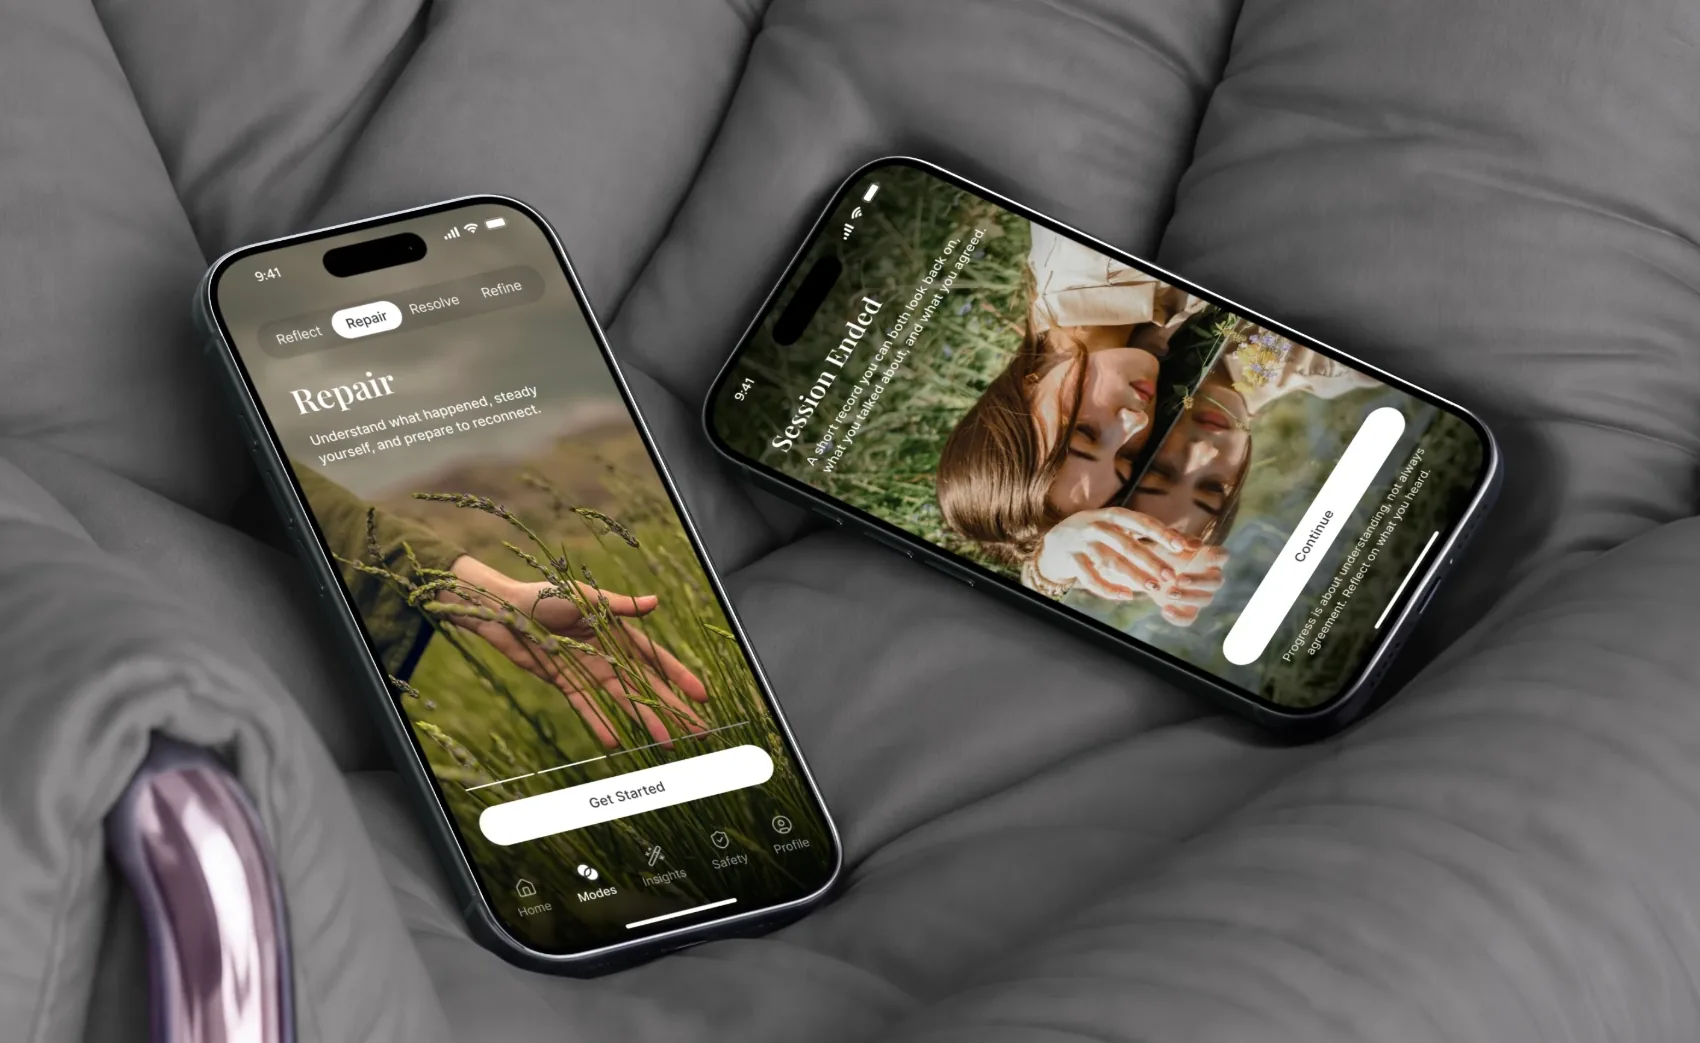 9:41
Reflect
Repair
Resolve
Refine
Repair
Understand what happened, steady
yourself, and prepare to reconnect.
Get Started
Home
Modes
Insights
Safety
Profile
9:41
Session Ended
A short record you can both look back on,
what you talked about, and what you agreed.
Continue
Progress is about understanding, not always
agreement. Reflect on what you heard.